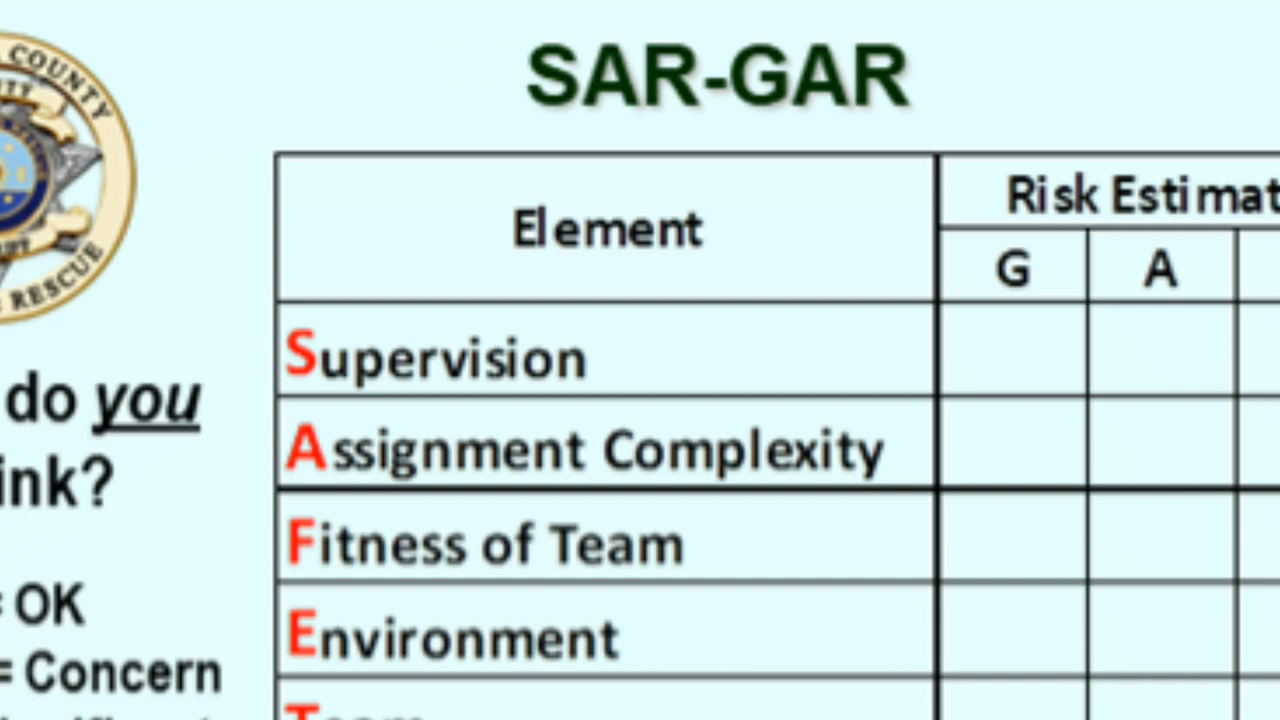 COUNTY
RESCUE
SAR-GAR
Element
Risk Estimat
G A
Supervision
do you
Assignment Complexity
ink?
Fitness of Team
= OK
Environment
= Concern
Team